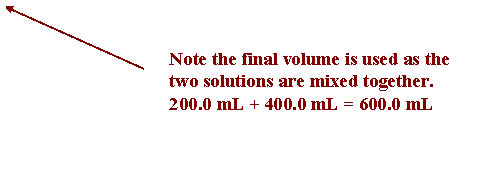 Note the final volume is used as the
two solutions are mixed together.
200.0 mL + 400.0 mL = 600.0 mL